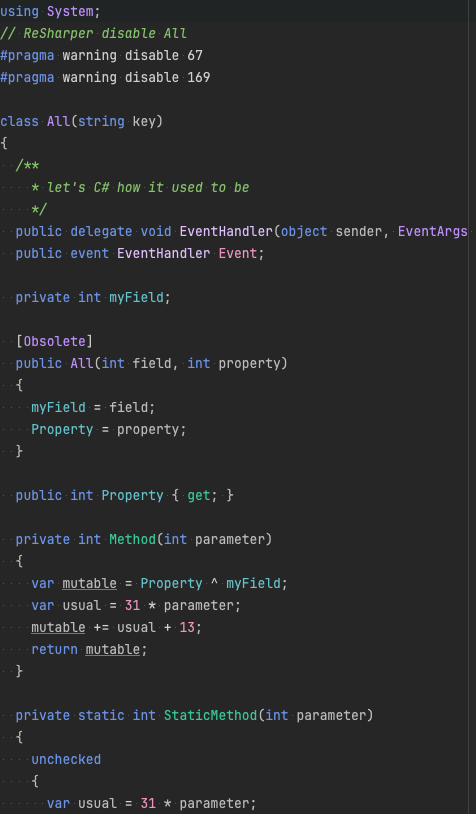 using System;
// ReSharper disable All
#pragma warning disable 67
#pragma warning disable 169

class All(string key)
{
  /**
    * let's C# how it used to be
    */
  public delegate void EventHandler(object sender, EventArgs
  public event EventHandler Event;

  private int myField;

  [Obsolete]
  public All(int field, int property)
  {
    myField = field;
    Property = property;
  }

  public int Property { get; }

  private int Method(int parameter)
  {
    var mutable = Property ^ myField;
    var usual = 31 * parameter;
    mutable += usual + 13;
    return mutable;
  }

  private static int StaticMethod(int parameter)
  {
    unchecked
    {
      var usual = 31 * parameter;